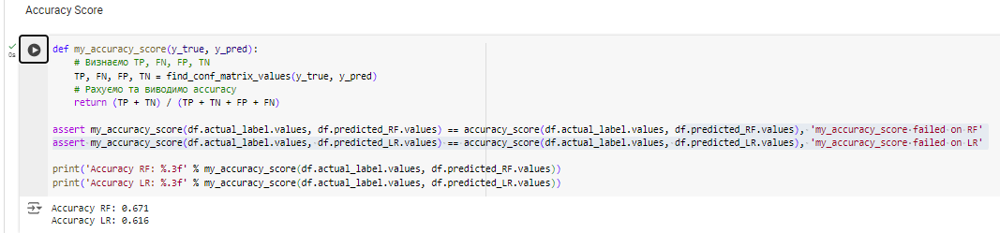 Accuracy Score
0s
def my_accuracy_score(y_true, y_pred):
# Визнаємо TP, FN, FP, TN
TP, FN, FP, TN = find_conf_matrix_values(y_true, y_pred)
# Рахуємо та виводимо accuracy
return (TP + TN) / (TP + TN + FP + FN)
assert my_accuracy_score(df.actual_label.values, df.predicted_RF.values) == accuracy_score(df.actual_label.values, df.predicted_RF.values), 'my_accuracy_score failed on RF'
assert my_accuracy_score(df.actual_label.values, df.predicted_LR.values) == accuracy_score(df.actual_label.values, df.predicted_LR.values), 'my_accuracy_score failed on LR'
print('Accuracy RF: %.3f' % my_accuracy_score(df.actual_label.values, df.predicted_RF.values))
print('Accuracy LR: %.3f' % my_accuracy_score(df.actual_label.values, df.predicted_LR.values))
Accuracy RF: 0.671
Accuracy LR: 0.616